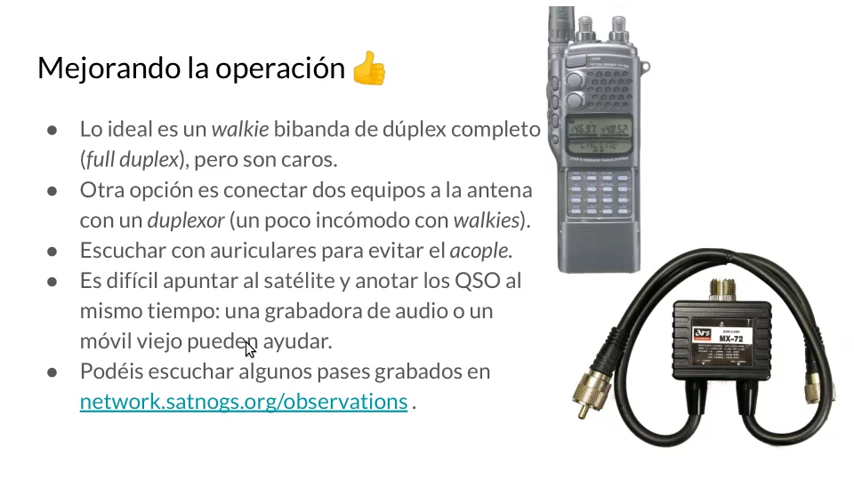 Mejorando la operación 👍
● Lo ideal es un walkie bibanda de dúplex completo
(full duplex), pero son caros.
● Otra opción es conectar dos equipos a la antena
con un duplexor (un poco incómodo con walkies).
● Escuchar con auriculares para evitar el acople.
● Es difícil apuntar al satélite y anotar los QSO al
mismo tiempo: una grabadora de audio o un
móvil viejo pueden ayudar.
● Podéis escuchar algunos pases grabados en
network.satnogs.org/observations .
MX-72